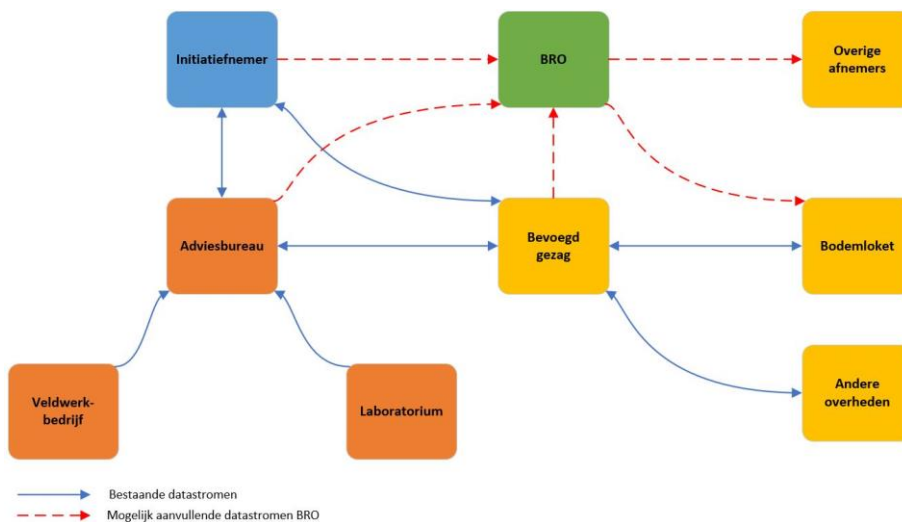 Initiatiefnemer
BRO
Overige
afnemers
Adviesbureau
Bevoegd
gezag
Bodemloket
Veldwerk-
bedrijf
Laboratorium
Andere
overheden
Bestaande datastromen
Mogelijk aanvullende datastromen BRO